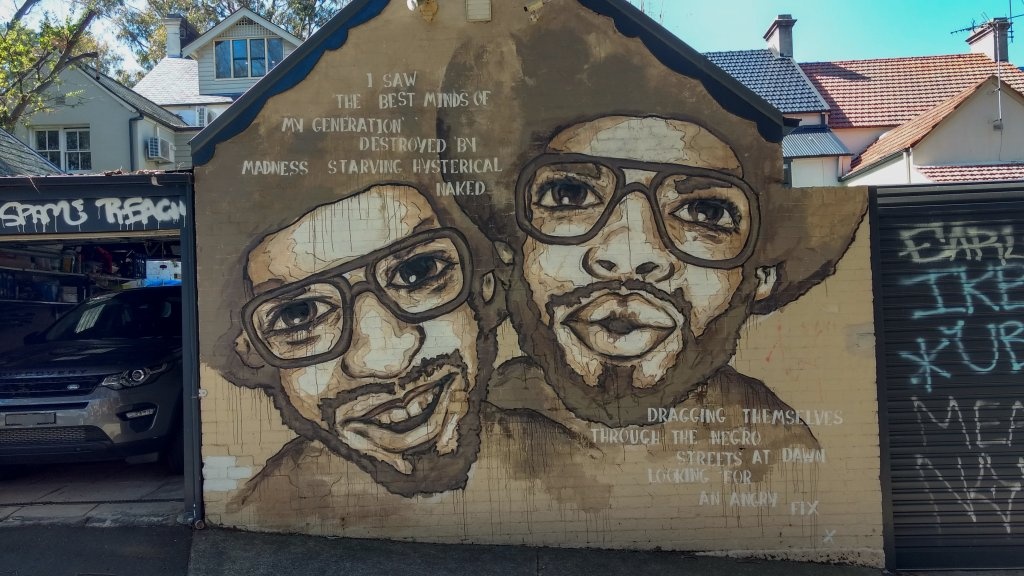 I SAW
THE BEST MINDS OF
MY GENERATION
DESTROYED BY
MADNESS STARVING HYSTERICAL
NAKED
DRAGGING THEMSELVES
THROUGH THE NEGRO
STREETS AT DAWN
LOOKING FOR
AN ANGRY FIX
X
EARL